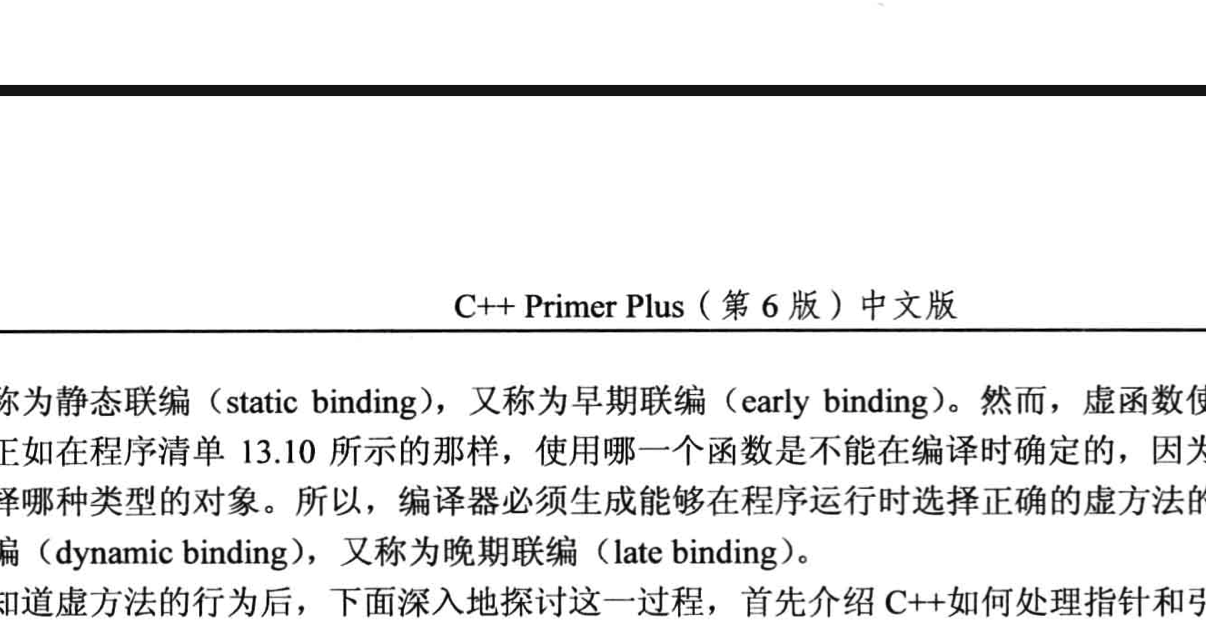 C++ Primer Plus（第 6 版）中文版
称为静态联编（static binding），又称为早期联编（early binding）。然而，虚函数使
正如在程序清单 13.10 所示的那样，使用哪一个函数是不能在编译时确定的，因为
择哪种类型的对象。所以，编译器必须生成能够在程序运行时选择正确的虚方法的
编（dynamic binding），又称为晚期联编（late binding）。
知道虚方法的行为后，下面深入地探讨这一过程，首先介绍 C++如何处理指针和引